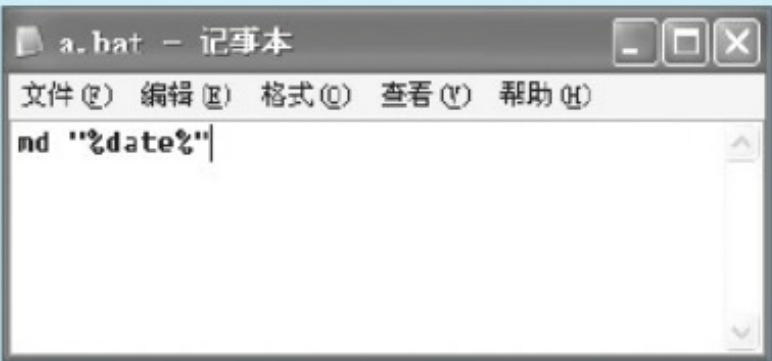 a.bat - 记事本
文件(F) 编辑(E) 格式(O) 查看(V) 帮助(H)
md "%date%"